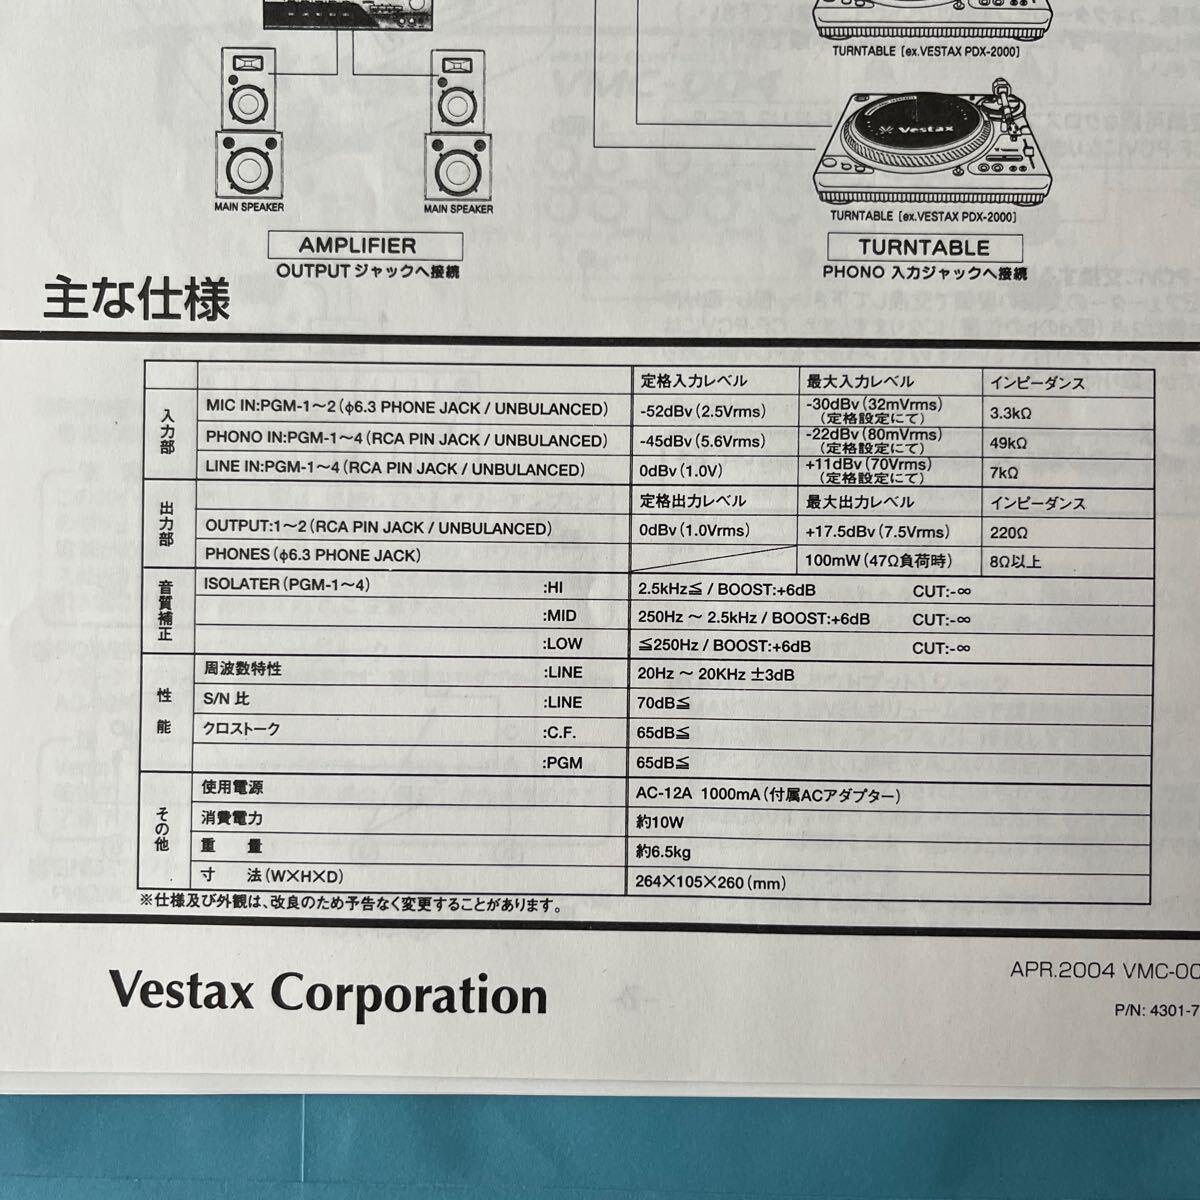 TURNTABLE [ex.VESTAX PDX-2000]
Vestax
TURNTABLE [ex.VESTAX PDX-2000]
MAIN SPEAKER
MAIN SPEAKER
AMPLIFIER
OUTPUTジャックへ接続
TURNTABLE
PHONO 入力ジャックへ接続
主な仕様
定格入力レベル 最大入力レベル インピーダンス
入力部
MIC IN:PGM-1～2(φ6.3 PHONE JACK / UNBULANCED) -52dBv(2.5Vrms) -30dBv(32mVrms) (定格設定にて) 3.3kΩ
PHONO IN:PGM-1～4(RCA PIN JACK / UNBULANCED) -45dBv(5.6Vrms) -22dBv(80mVrms) (定格設定にて) 49kΩ
LINE IN:PGM-1～4(RCA PIN JACK / UNBULANCED) 0dBv(1.0V) +11dBv(70Vrms) (定格設定にて) 7kΩ
出力部
定格出力レベル 最大出力レベル インピーダンス
OUTPUT:1～2(RCA PIN JACK / UNBULANCED) 0dBv(1.0Vrms) +17.5dBv(7.5Vrms) 220Ω
PHONES(φ6.3 PHONE JACK) 100mW(47Ω負荷時) 8Ω以上
音質補正
ISOLATER(PGM-1～4) :HI 2.5kHz≦ / BOOST:+6dB CUT:-∞
:MID 250Hz ～ 2.5kHz / BOOST:+6dB CUT:-∞
:LOW ≦250Hz / BOOST:+6dB CUT:-∞
性能
周波数特性 :LINE 20Hz ～ 20KHz ±3dB
S/N 比 :LINE 70dB≦
クロストーク :C.F. 65dB≦
:PGM 65dB≦
その他
使用電源 AC-12A 1000mA(付属ACアダプター)
消費電力 約10W
重 量 約6.5kg
寸 法(W×H×D) 264×105×260(mm)
※仕様及び外観は、改良のため予告なく変更することがあります。
Vestax Corporation
APR.2004 VMC-00
P/N: 4301-7